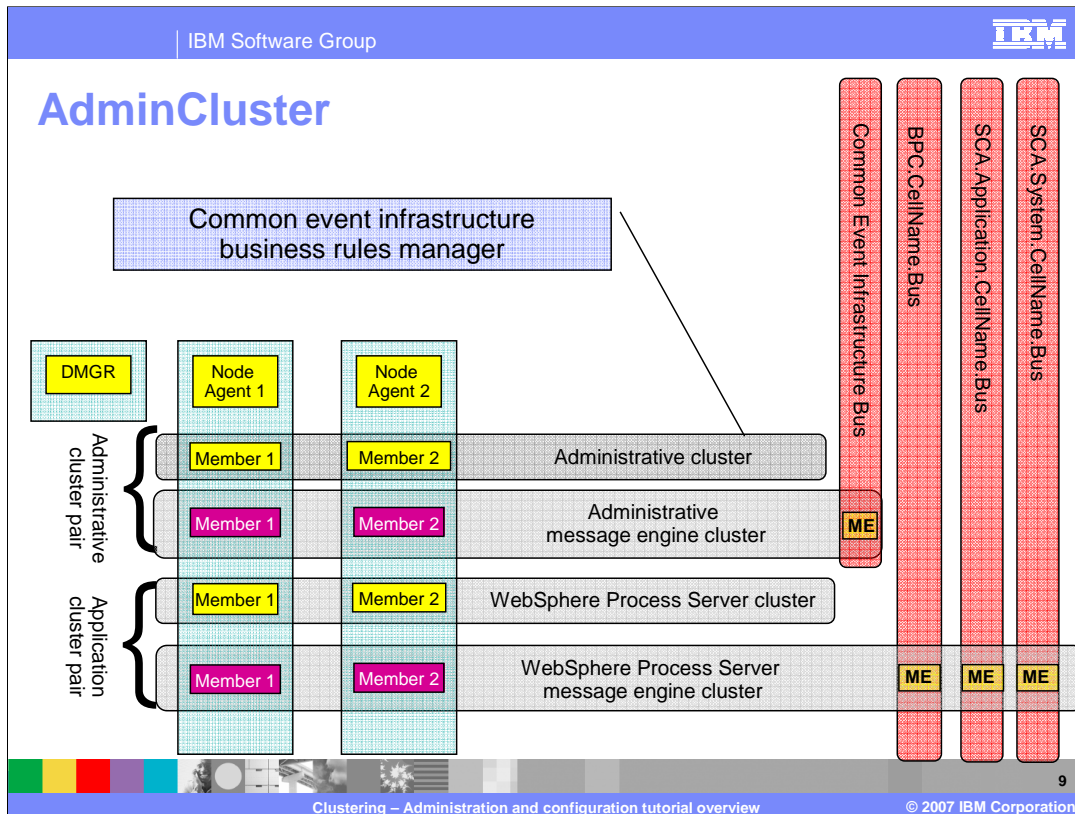 IBM Software Group
IBM
AdminCluster
Common event infrastructure
business rules manager
Common Event Infrastructure Bus
BPC.CellName.Bus
SCA.Application.CellName.Bus
SCA.System.CellName.Bus
DMGR
Node
Agent 1
Node
Agent 2
Administrative
cluster pair
Member 1
Member 2
Administrative cluster
Member 1
Member 2
Administrative
message engine cluster
ME
Application
cluster pair
Member 1
Member 2
WebSphere Process Server cluster
Member 1
Member 2
WebSphere Process Server
message engine cluster
ME
ME
ME
9
Clustering – Administration and configuration tutorial overview
© 2007 IBM Corporation